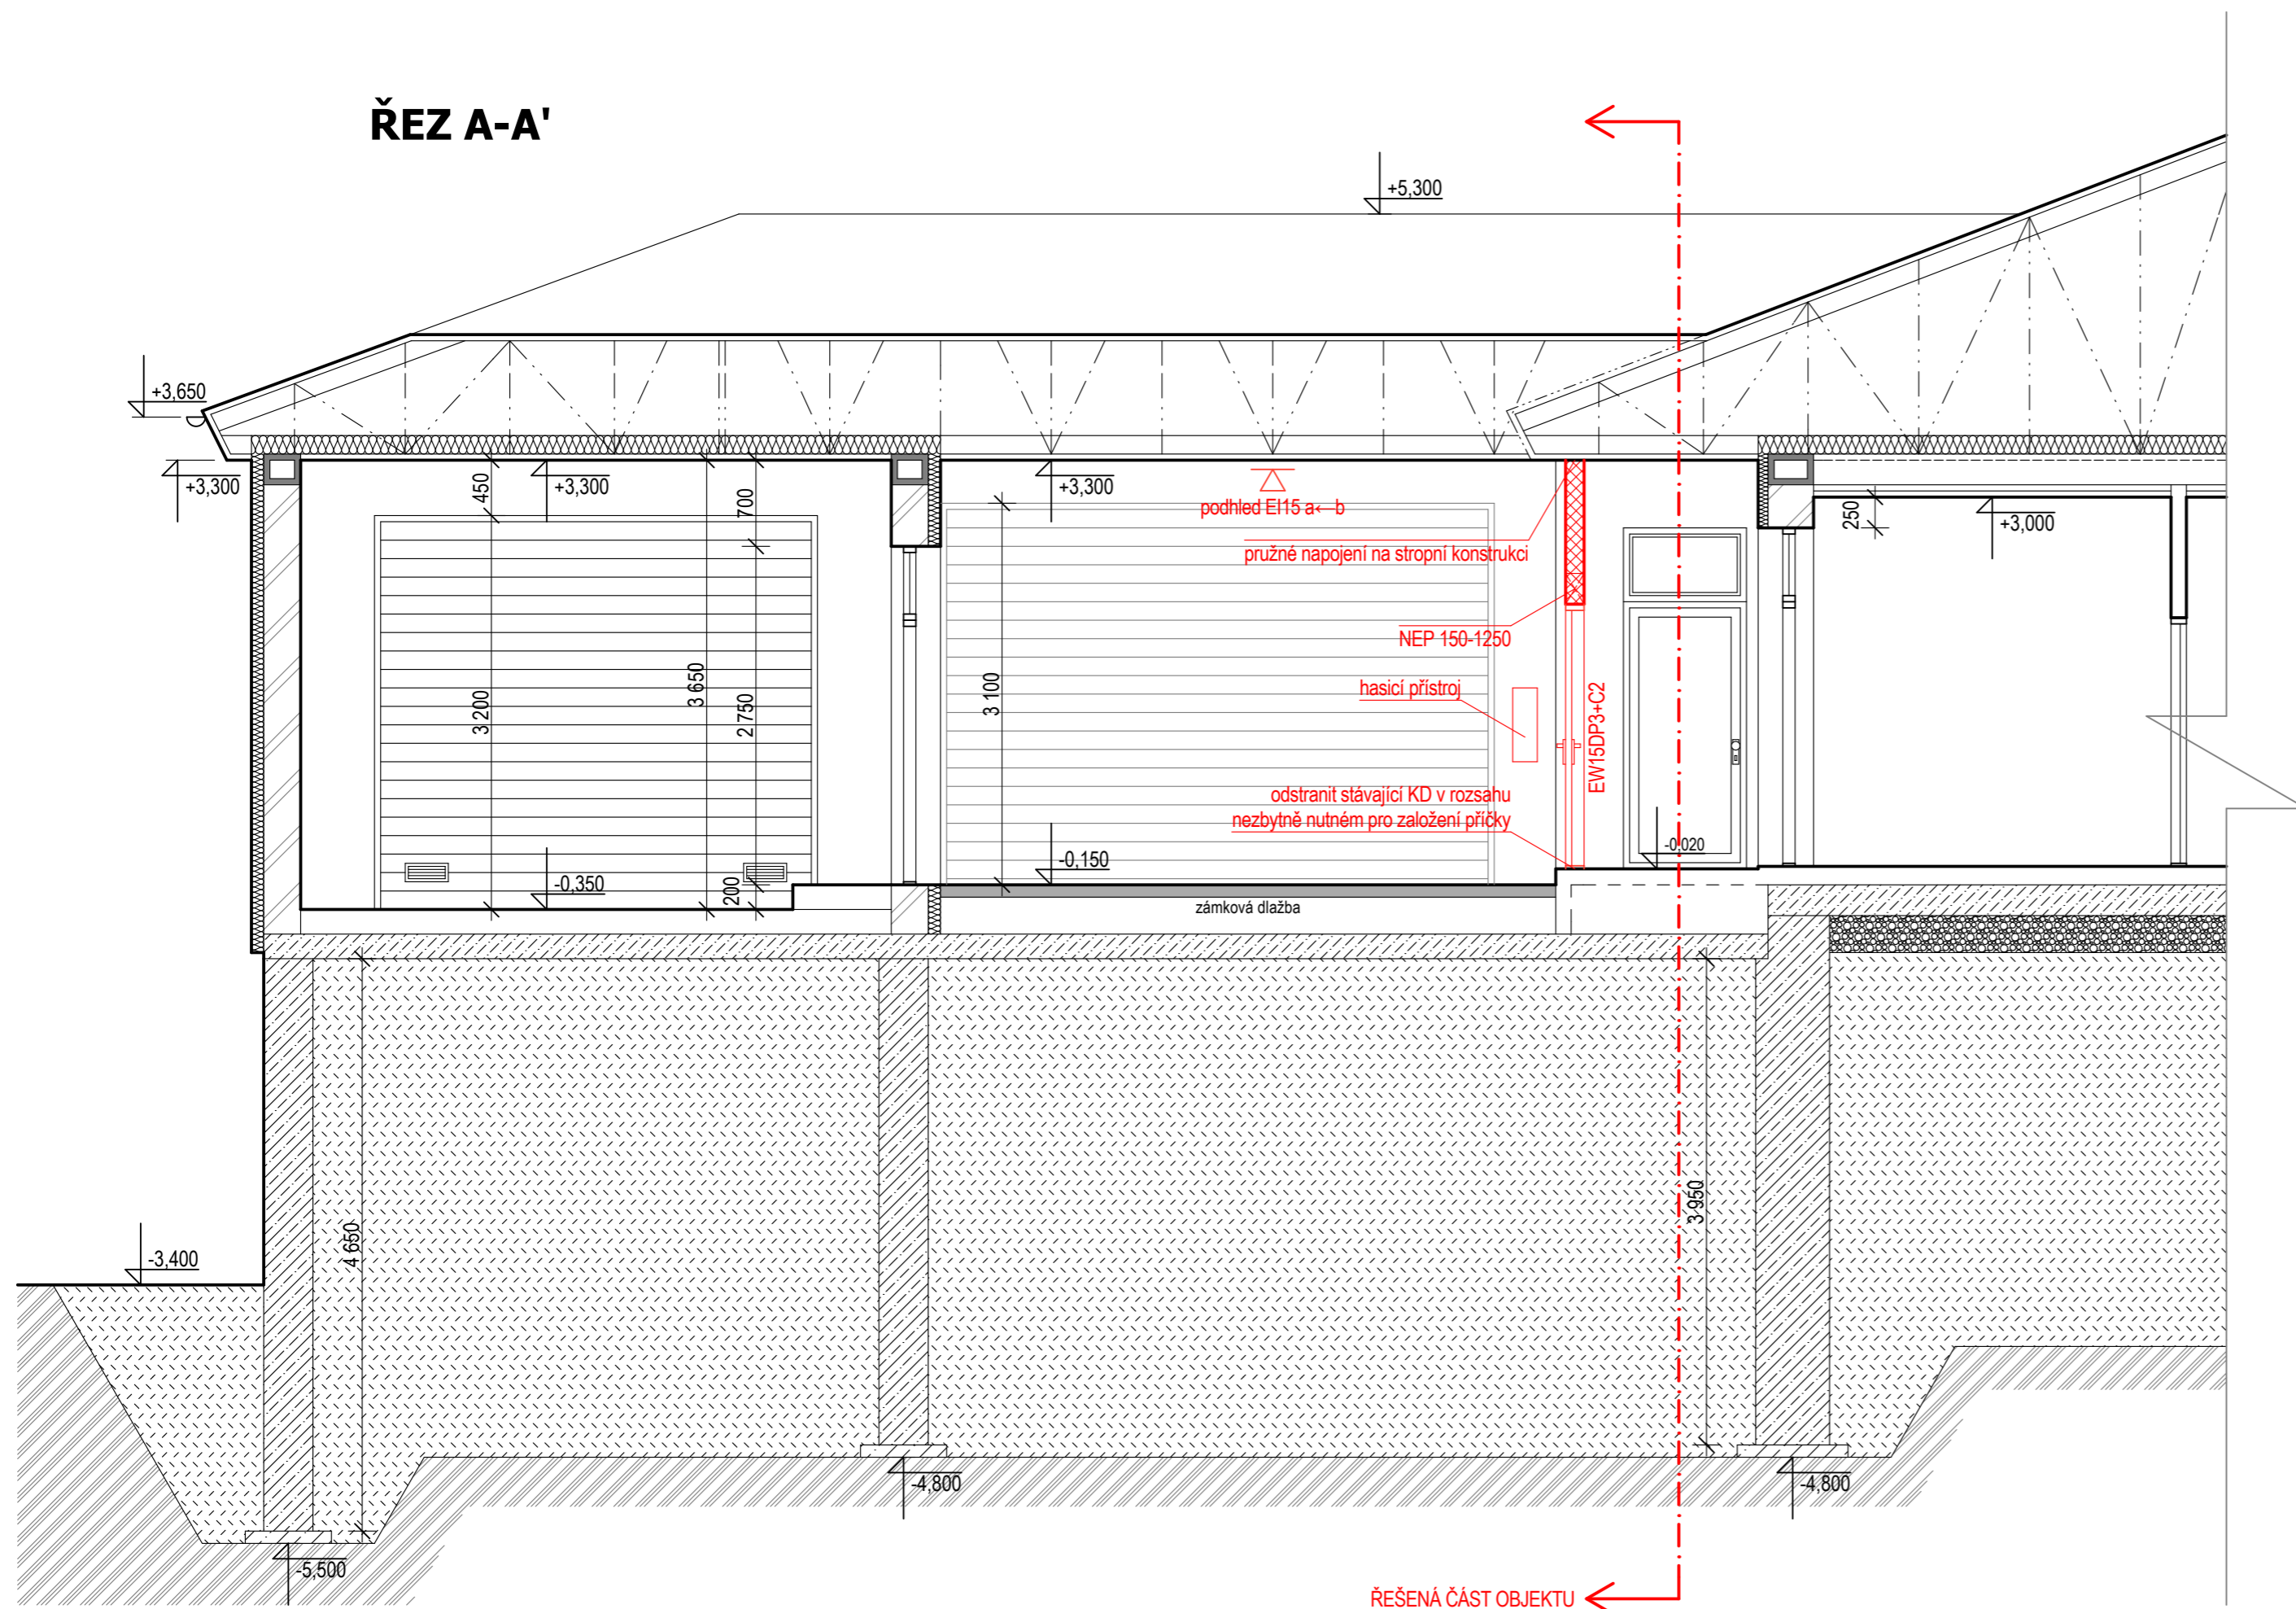 ŘEZ A-A'
+5,300
+3,650
+3,300
450
+3,300
700
+3,300
podhled EI15 a←b
250
+3,000
pružné napojení na stropní konstrukci
NEP 150-1250
hasicí přístroj
3 200
3 650
2 750
3 100
EW15DP3+C2
odstranit stávající KD v rozsahu
nezbytně nutném pro založení příčky
-0,020
-0,150
-0,350
200
zámková dlažba
4 650
3 950
-3,400
-4,800
-4,800
-5,500
ŘEŠENÁ ČÁST OBJEKTU